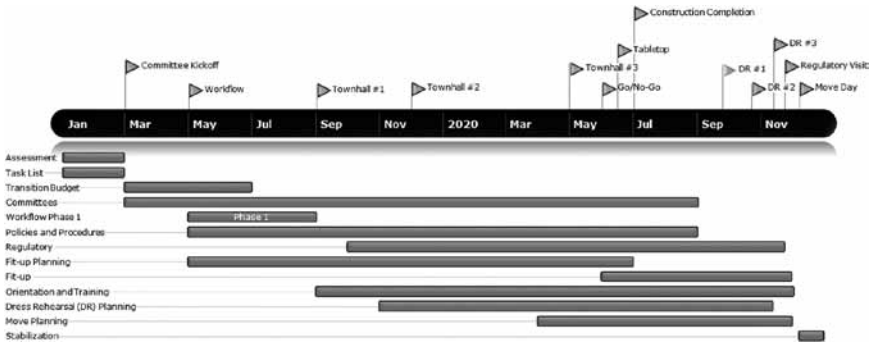 Construction Completion
DR #3
Tabletop
Committee Kickoff
Townhall #3
DR #1
Regulatory Visit
Workflow
Townhall #1
Townhall #2
Go/No-Go
DR #2
Move Day
Jan Mar May Jul Sep Nov 2020 Mar May Jul Sep Nov
Assessment
Task List
Transition Budget
Committees
Workflow Phase 1 Phase 1
Policies and Procedures
Regulatory
Fit-up Planning
Fit-up
Orientation and Training
Dress Rehearsal (DR) Planning
Move Planning
Stabilization